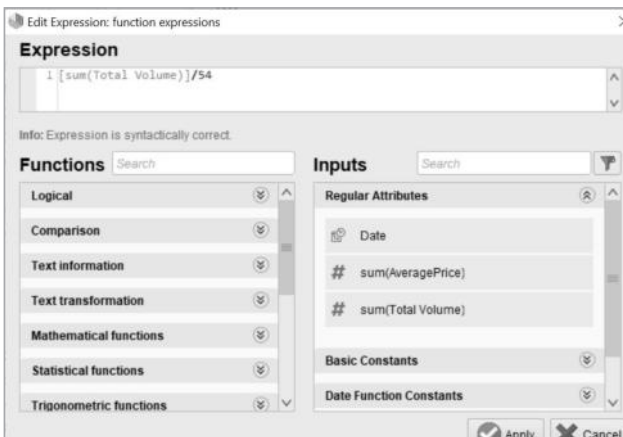 Edit Expression: function expressions
Expression
1 [sum(Total Volume)]/54
Info: Expression is syntactically correct.
Functions Search
Inputs Search
Logical
Comparison
Text information
Text transformation
Mathematical functions
Statistical functions
Trigonometric functions
Regular Attributes
Date
# sum(AveragePrice)
# sum(Total Volume)
Basic Constants
Date Function Constants
Apply Cancel